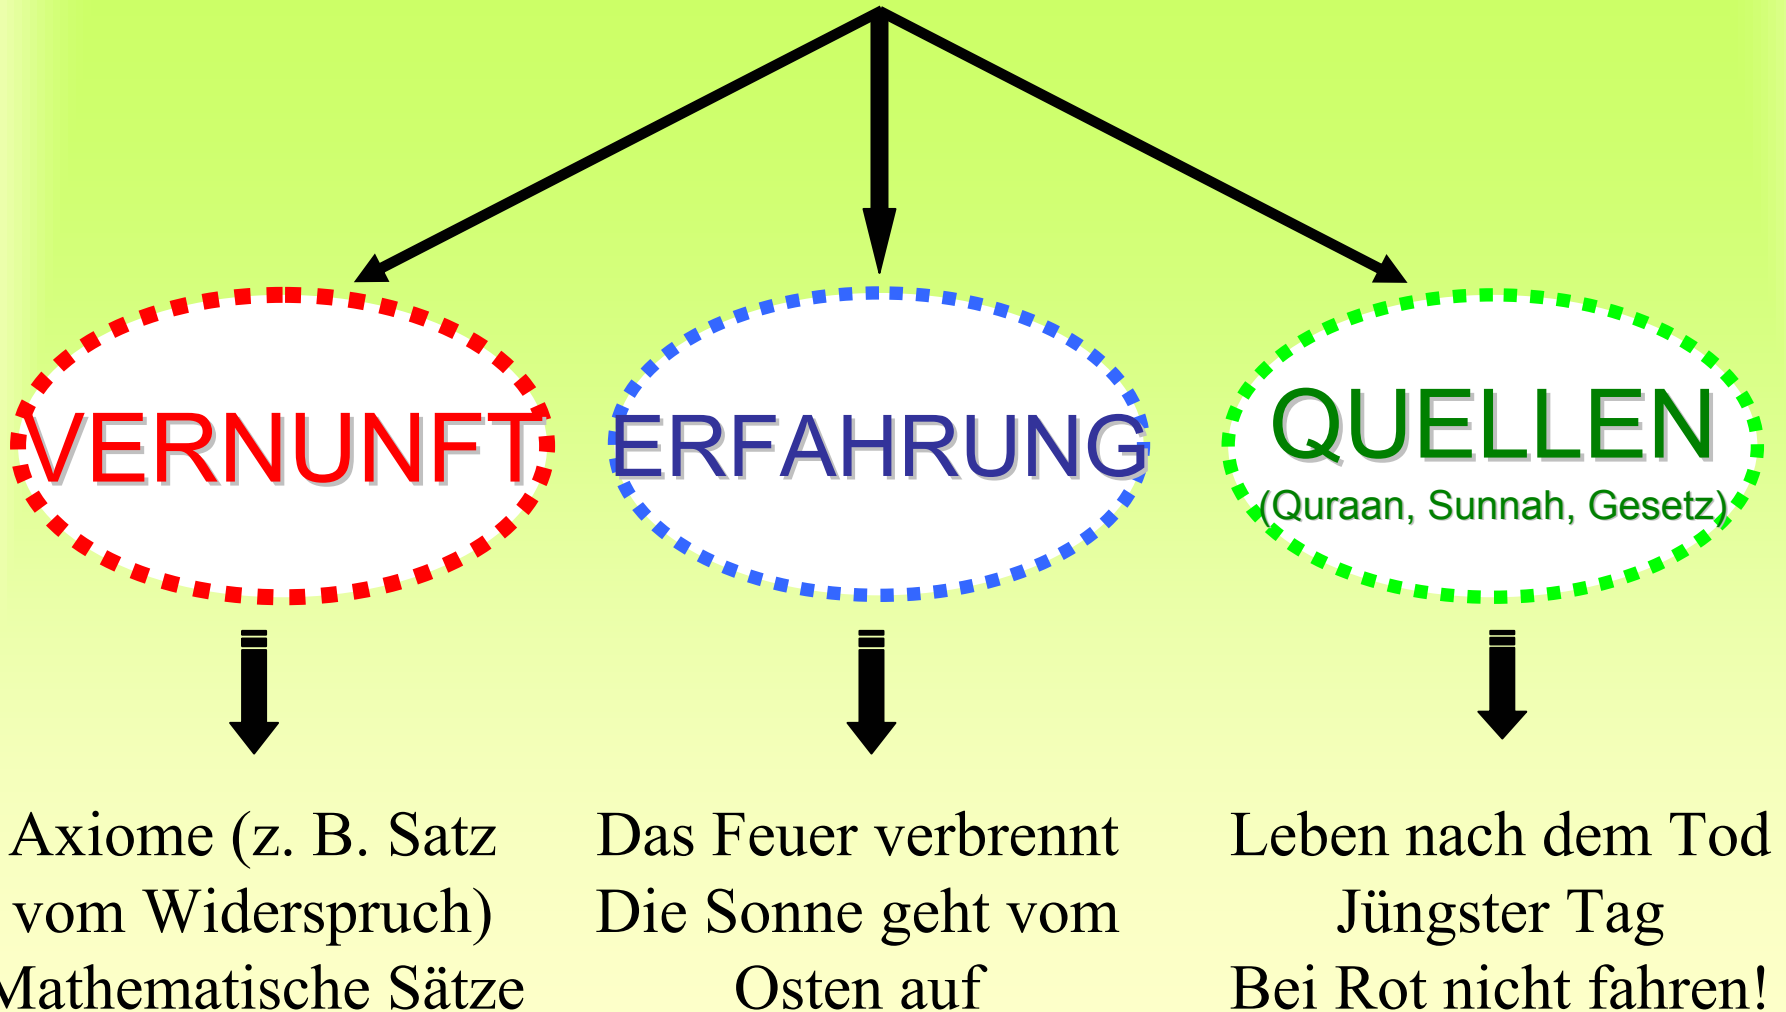 VERNUNFT
ERFAHRUNG
QUELLEN
(Quraan, Sunnah, Gesetz)
Axiome (z. B. Satz
vom Widerspruch)
Mathematische Sätze
Das Feuer verbrennt
Die Sonne geht vom
Osten auf
Leben nach dem Tod
Jüngster Tag
Bei Rot nicht fahren!